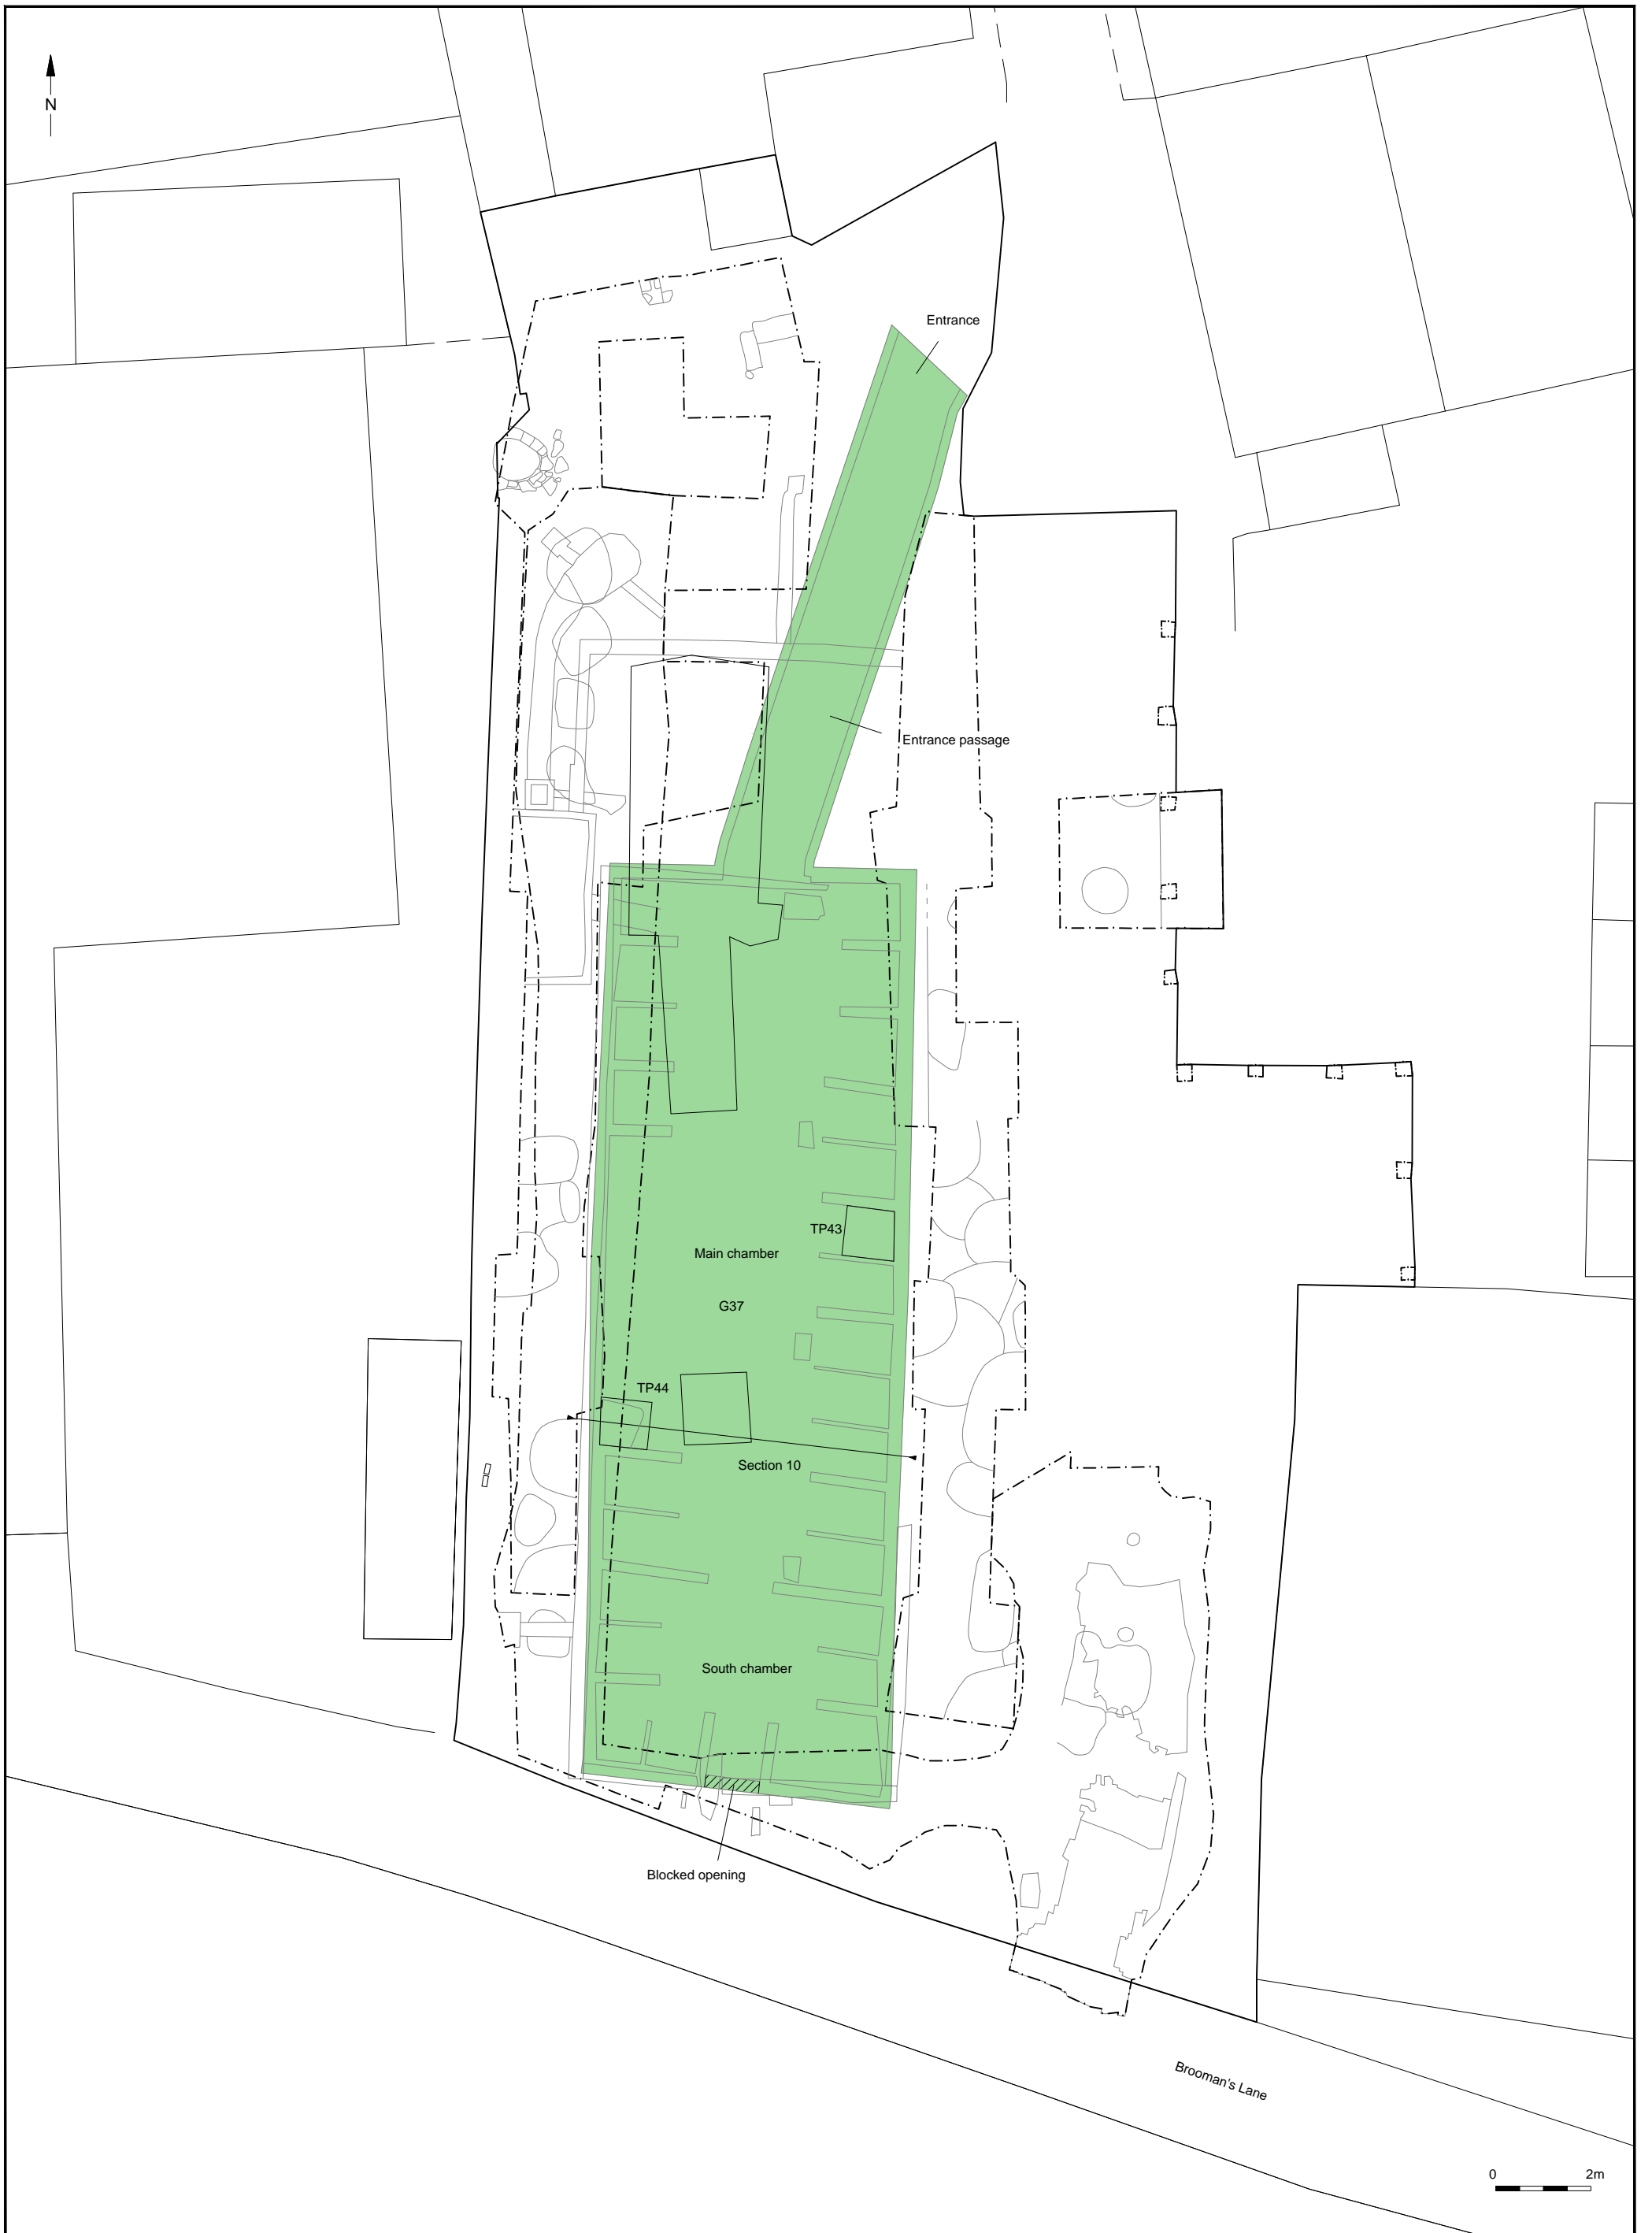 N
Entrance
Entrance passage
TP43
Main chamber
G37
TP44
Section 10
South chamber
Blocked opening
Brooman's Lane
0 2m